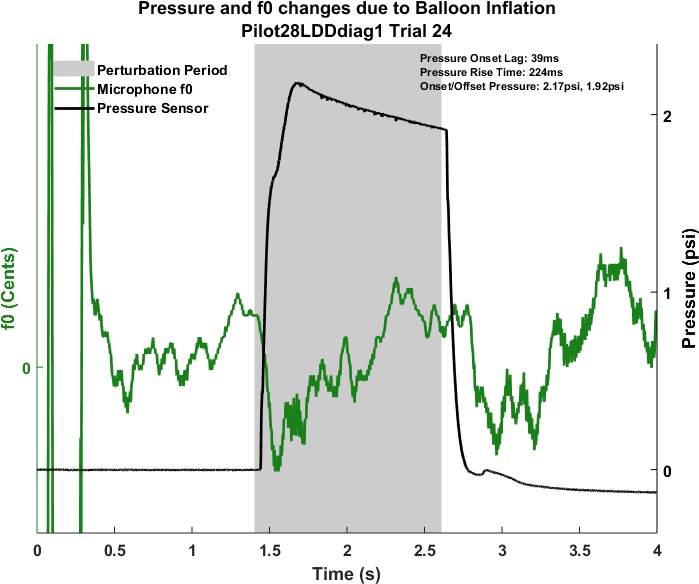 Pressure and f0 changes due to Balloon Inflation
Pilot28LDDdiag1 Trial 24
Perturbation Period
Microphone f0
Pressure Sensor
Pressure Onset Lag: 39ms
Pressure Rise Time: 224ms
Onset/Offset Pressure: 2.17psi, 1.92psi
f0 (Cents)
0
2
1
0
Pressure (psi)
0 0.5 1 1.5 2 2.5 3 3.5 4
Time (s)